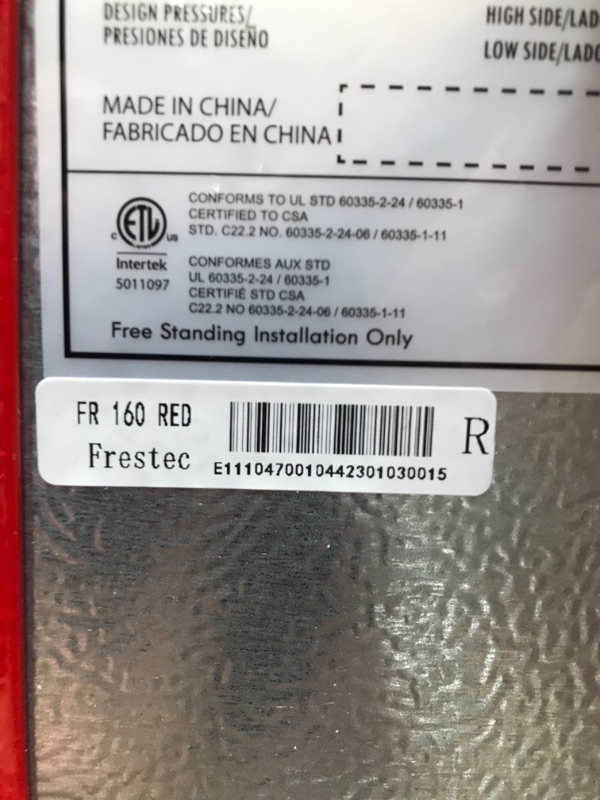 DESIGN PRESSURES/
PRESIONES DE DISEÑO
HIGH SIDE/LAD
LOW SIDE/LADO
MADE IN CHINA/
FABRICADO EN CHINA
ETL
C US
Intertek
5011097
CONFORMS TO UL STD 60335-2-24 / 60335-1
CERTIFIED TO CSA
STD. C22.2 NO. 60335-2-24-06 / 60335-1-11
CONFORMES AUX STD
UL 60335-2-24 / 60335-1
CERTIFIÉ STD CSA
C22.2 NO 60335-2-24-06 / 60335-1-11
Free Standing Installation Only
FR 160 RED
Frestec
E1110470010442301030015
R